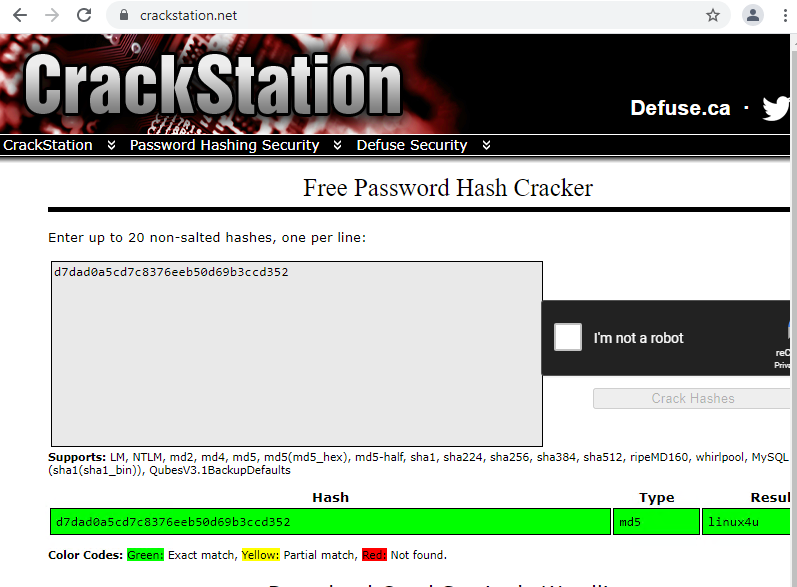 crackstation.net
CrackStation
Defuse.ca ·
CrackStation Password Hashing Security Defuse Security
Free Password Hash Cracker
Enter up to 20 non-salted hashes, one per line:
d7dad0a5cd7c8376eeb50d69b3ccd352
I'm not a robot
reC
Priva
Crack Hashes
Supports: LM, NTLM, md2, md4, md5, md5(md5_hex), md5-half, sha1, sha224, sha256, sha384, sha512, ripeMD160, whirlpool, MySQL
(sha1(sha1_bin)), QubesV3.1BackupDefaults
Hash Type Resul
d7dad0a5cd7c8376eeb50d69b3ccd352 md5 linux4u
Color Codes: Green: Exact match, Yellow: Partial match, Red: Not found.